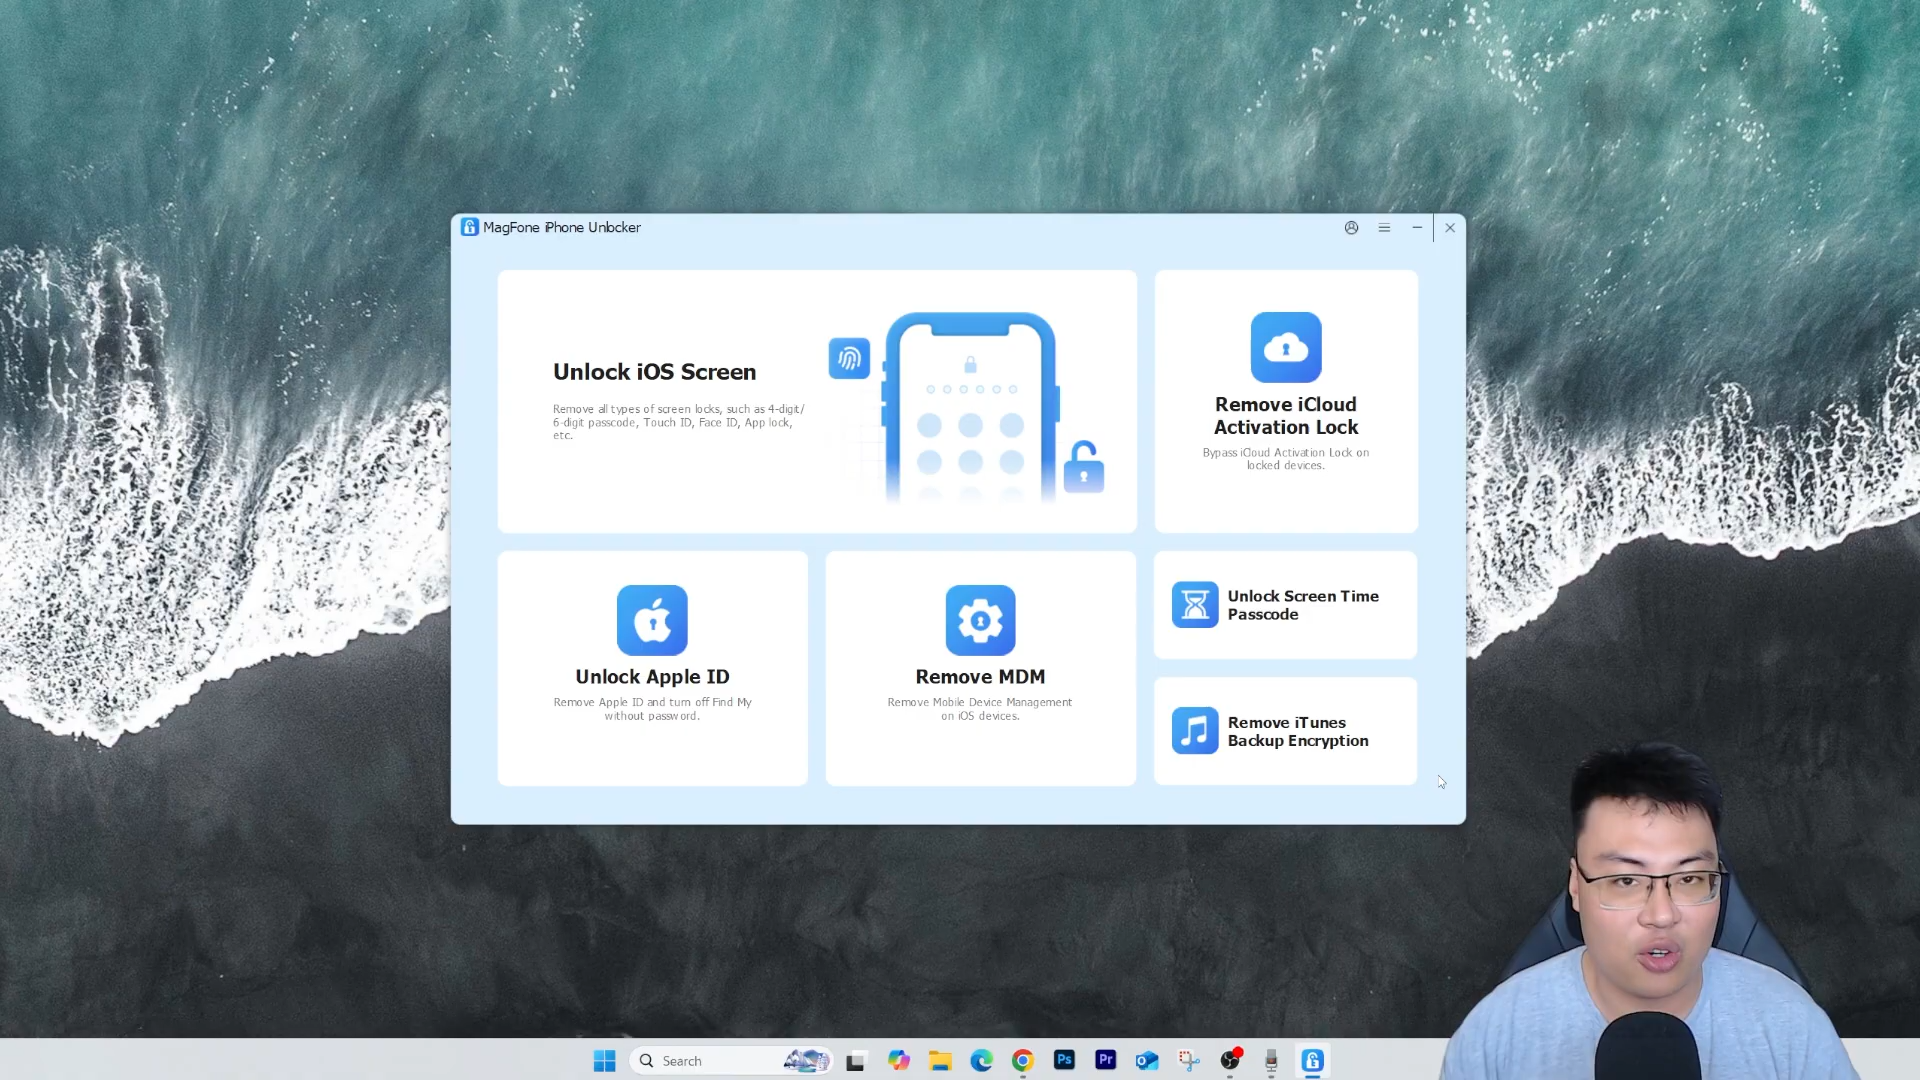 MagFone iPhone Unlocker
Unlock iOS Screen
Remove all types of screen locks, such as 4-digit/
6-digit passcode, Touch ID, Face ID, App lock,
etc.
Remove iCloud
Activation Lock
Bypass iCloud Activation Lock on
locked devices.
Unlock Apple ID
Remove Apple ID and turn off Find My
without password.
Remove MDM
Remove Mobile Device Management
on iOS devices.
Unlock Screen Time
Passcode
Remove iTunes
Backup Encryption
Search
Ps
Pr